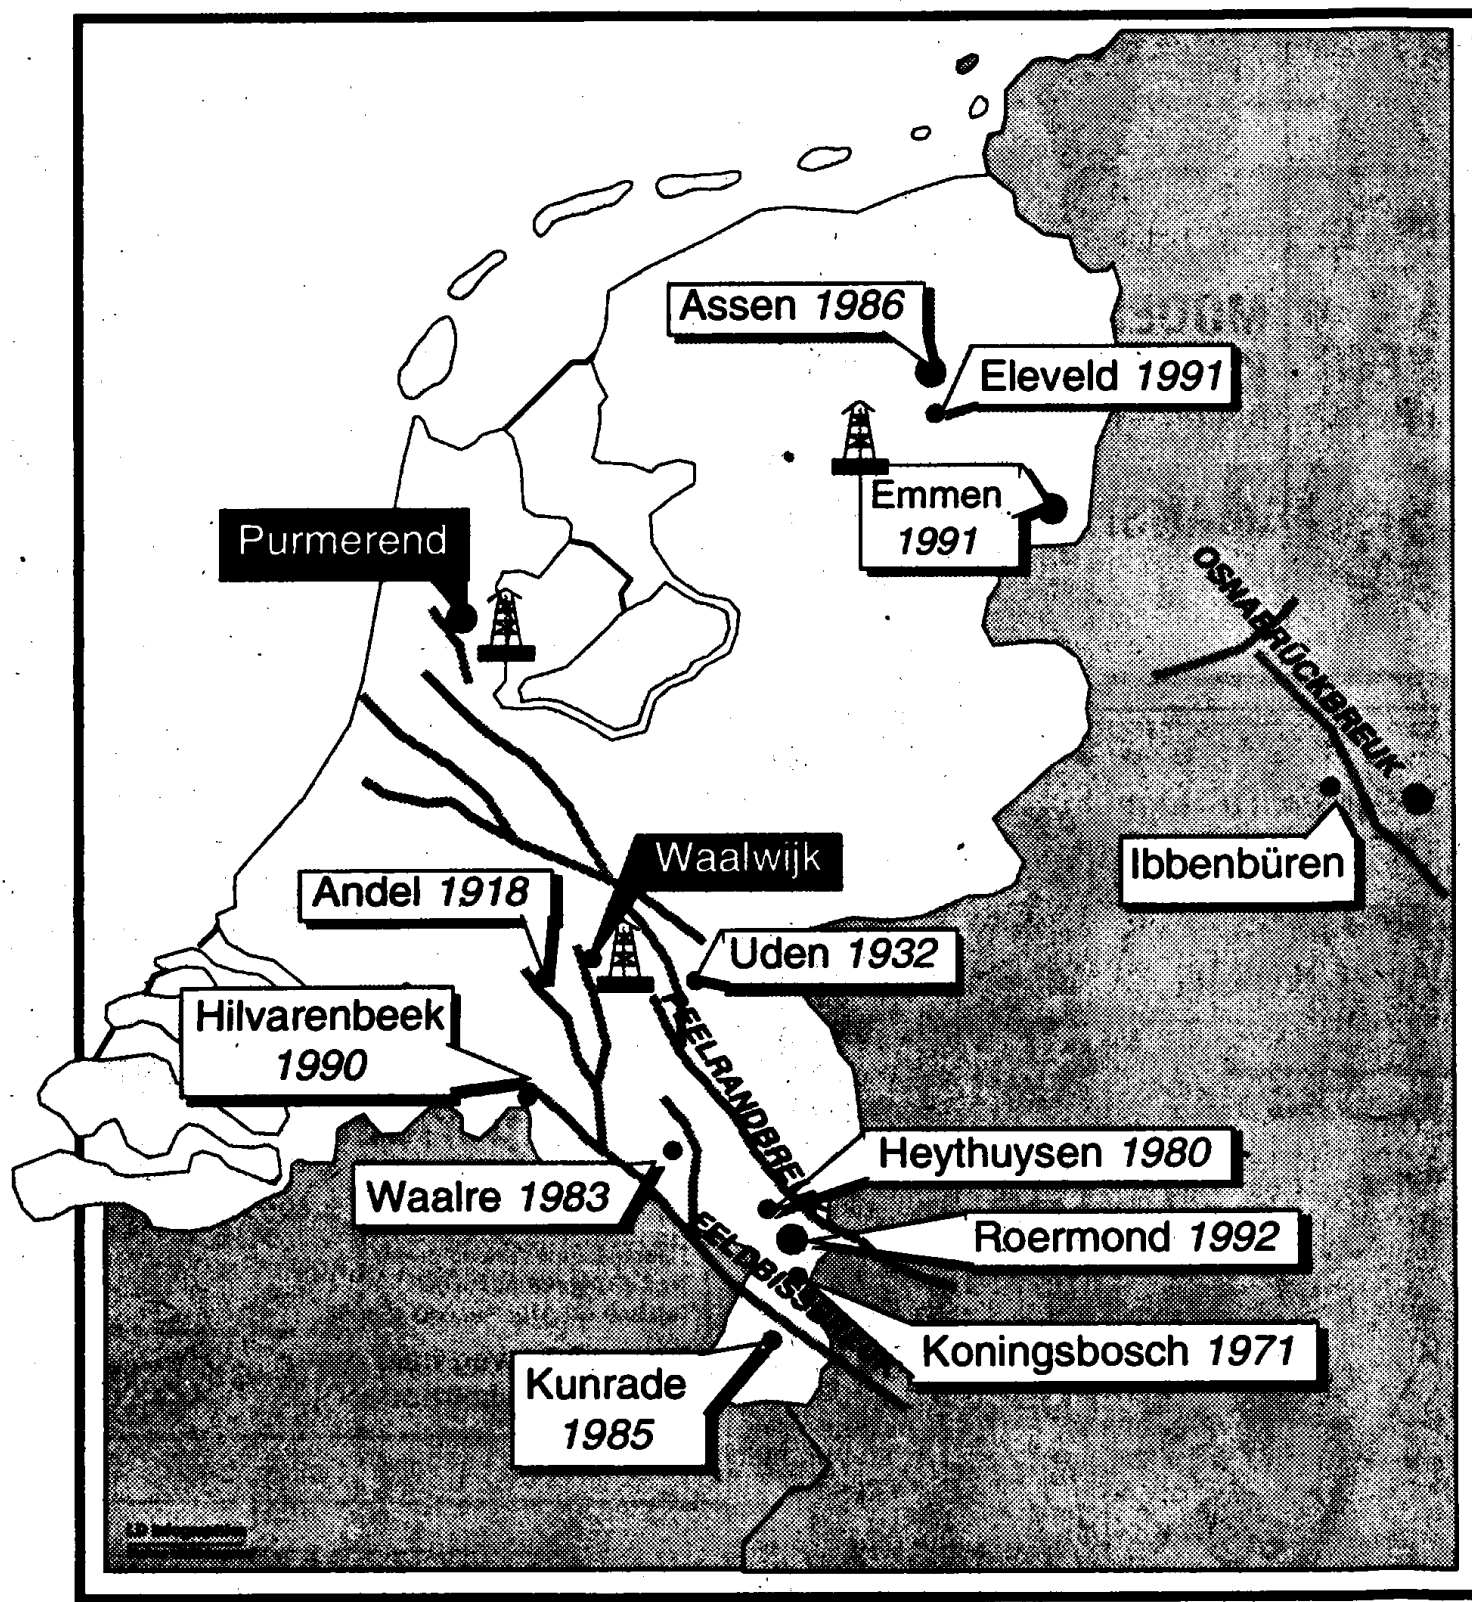 Assen 1986
Eleveld 1991
Emmen
1991
Purmerend
OSNABRÜCKBREUK
Ibbenbüren
Waalwijk
Andel 1918
Uden 1932
Hilvarenbeek
1990
Heythuysen 1980
Waalre 1983
Roermond 1992
Koningsbosch 1971
Kunrade
1985